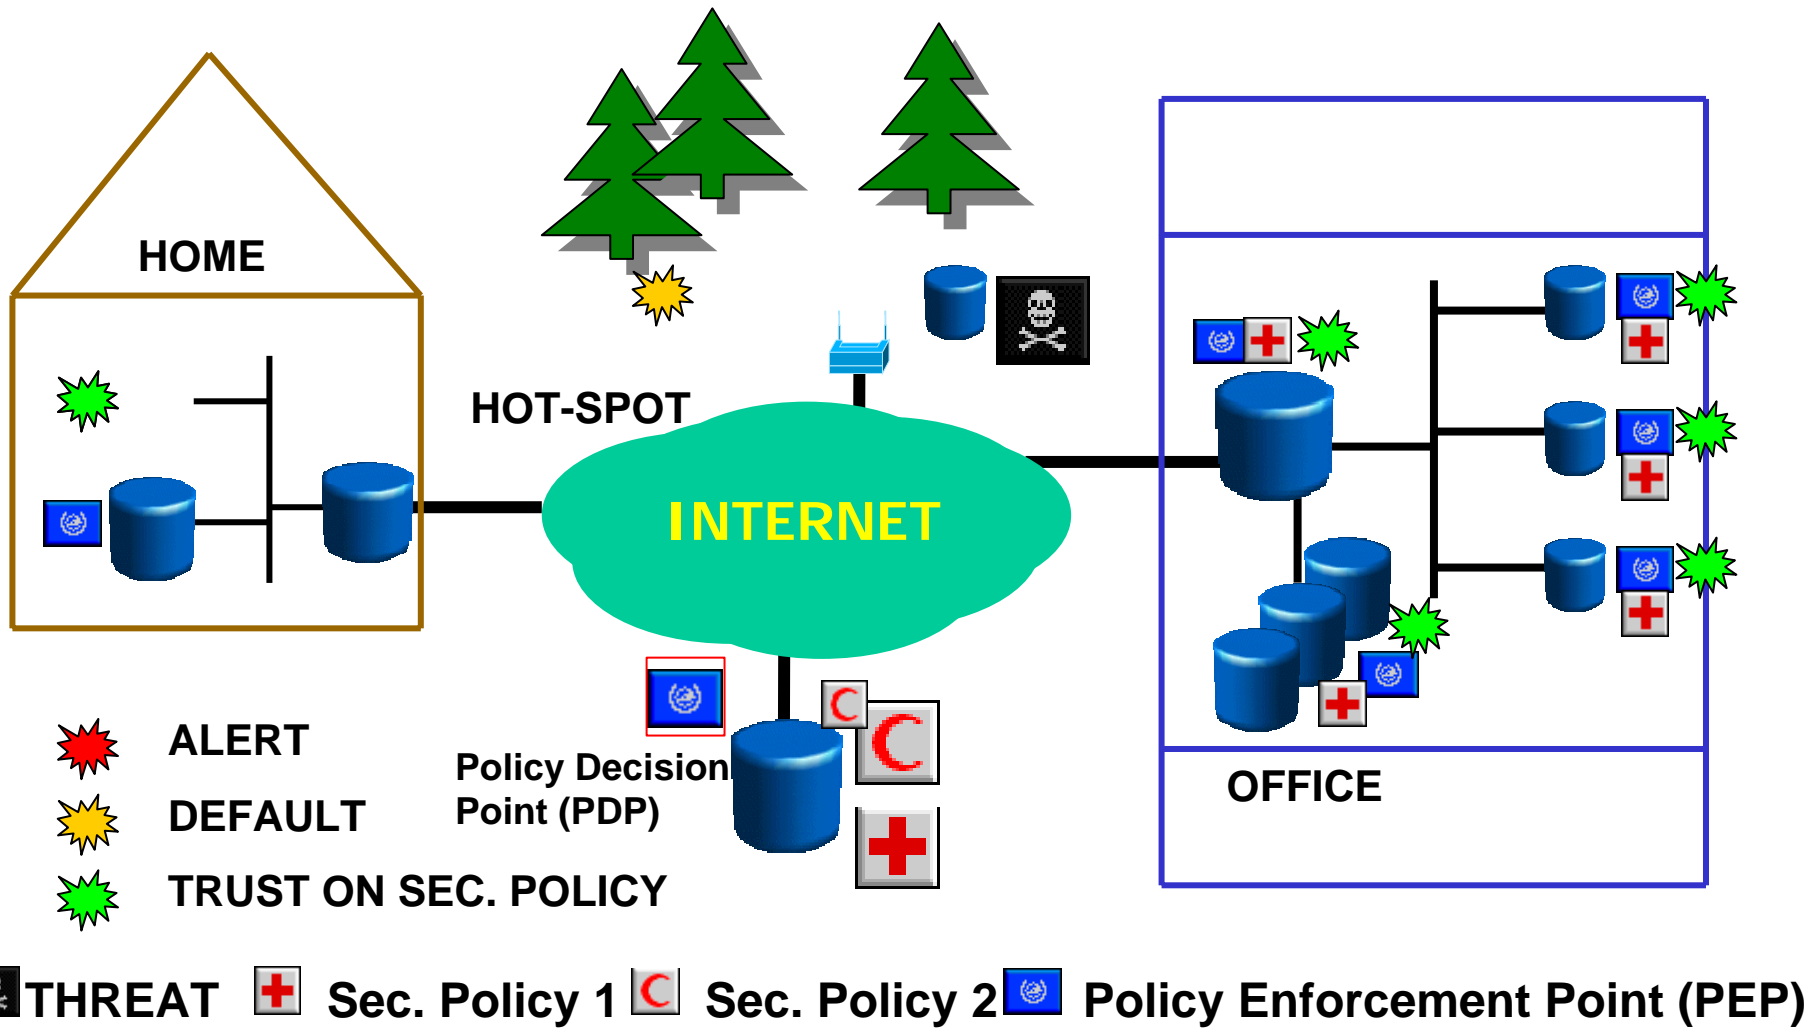 HOME
HOT-SPOT
INTERNET
ALERT
DEFAULT
TRUST ON SEC. POLICY
Policy Decision
Point (PDP)
OFFICE
THREAT Sec. Policy 1 Sec. Policy 2 Policy Enforcement Point (PEP)